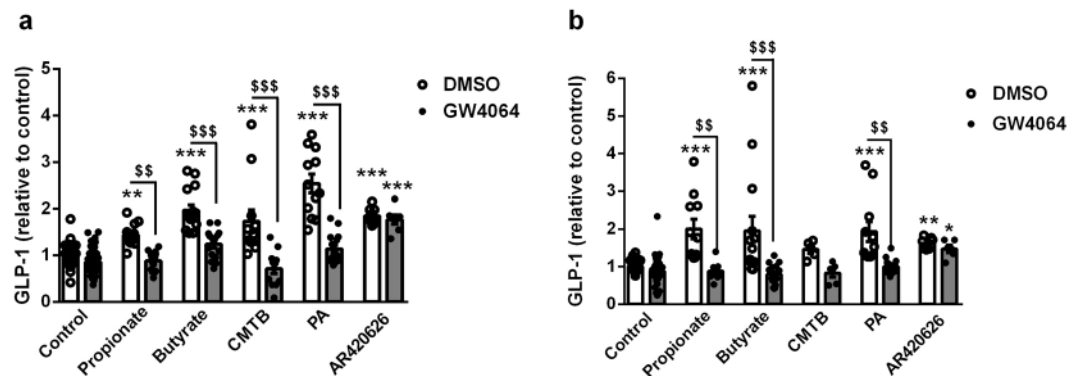 a
GLP-1 (relative to control)
5
4
3
2
1
0
** $$
*** $$$
*** $$$
*** $$$
*** ***
DMSO
GW4064
Control
Propionate
Butyrate
CMTB
PA
AR420626
b
GLP-1 (relative to control)
6
5
4
3
2
1
0
*** $$
*** $$$
*** $$
** *
DMSO
GW4064
Control
Propionate
Butyrate
CMTB
PA
AR420626